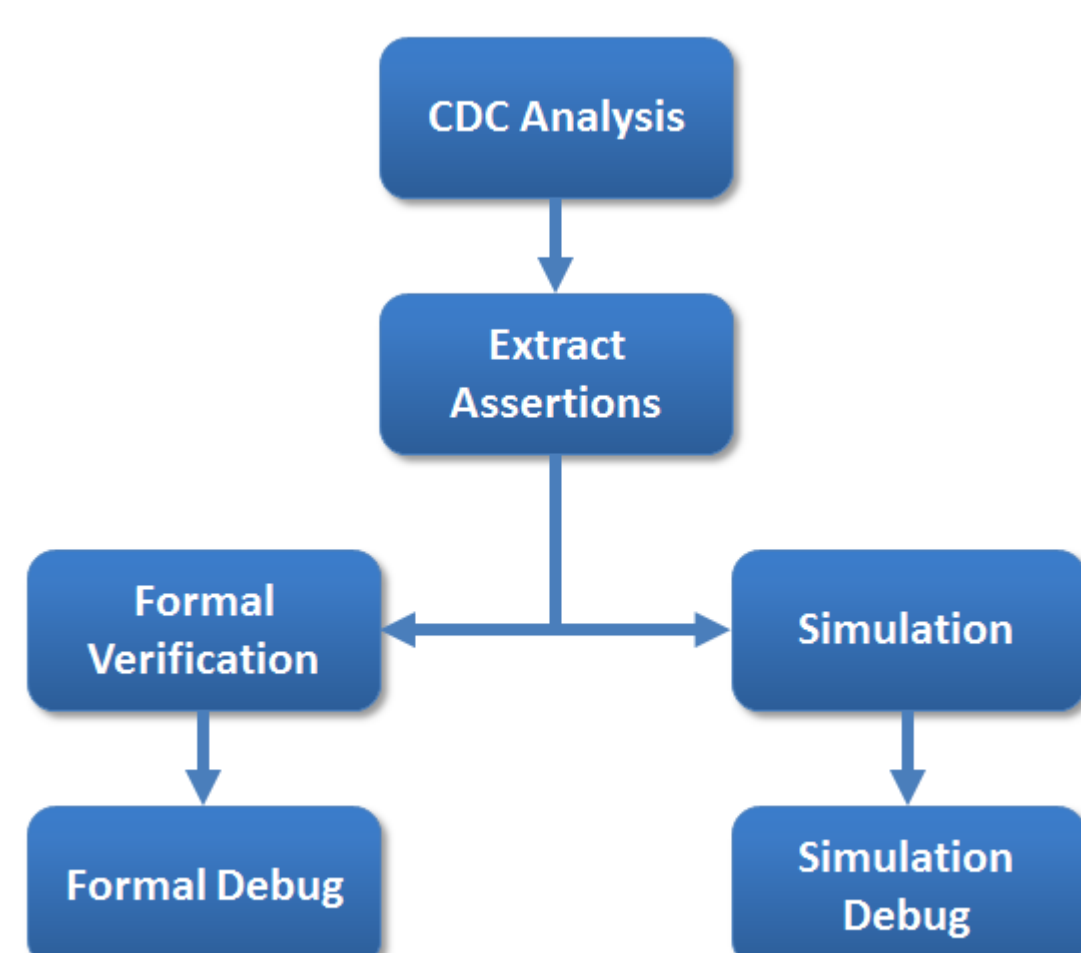 CDC Analysis
Extract
Assertions
Formal
Verification
Simulation
Formal Debug
Simulation
Debug